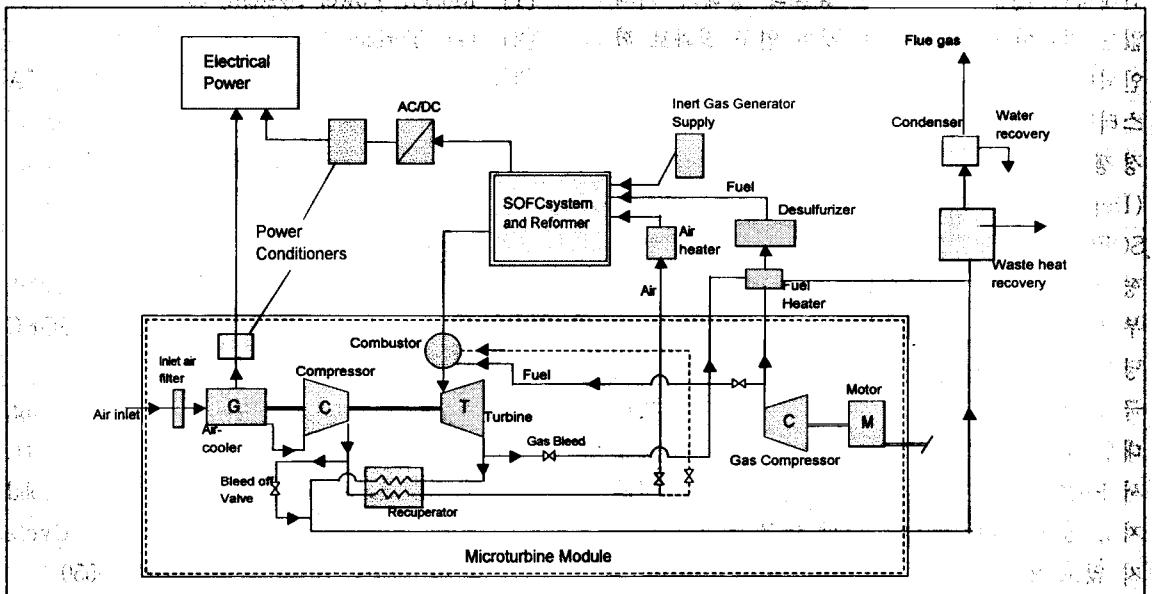 Flue gas
Electrical
Power
AC/DC
Inert Gas Generator
Supply
Condenser
Water
recovery
Fuel
SOFCsystem
and Reformer
Desulfurizer
Air
heater
Power
Conditioners
Waste heat
recovery
Air
Fuel
Heater
Combustor
Inlet air
filter
Compressor
Fuel
Motor
Air inlet
G
C
T
Turbine
C
M
Air-
cooler
Gas Bleed
Gas Compressor
Bleed off
Valve
Recuperator
Microturbine Module